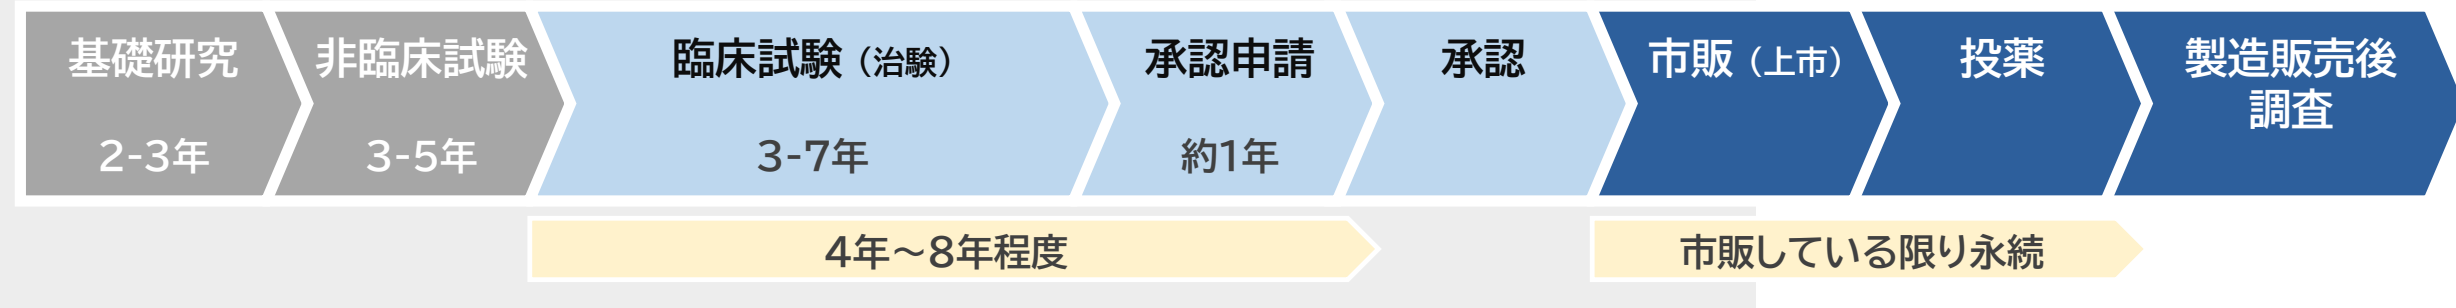 基礎研究
2-3年
非臨床試験
3-5年
臨床試験（治験）
3-7年
承認申請
約1年
承認
市販（上市）
投薬
製造販売後
調査
4年～8年程度
市販している限り永続